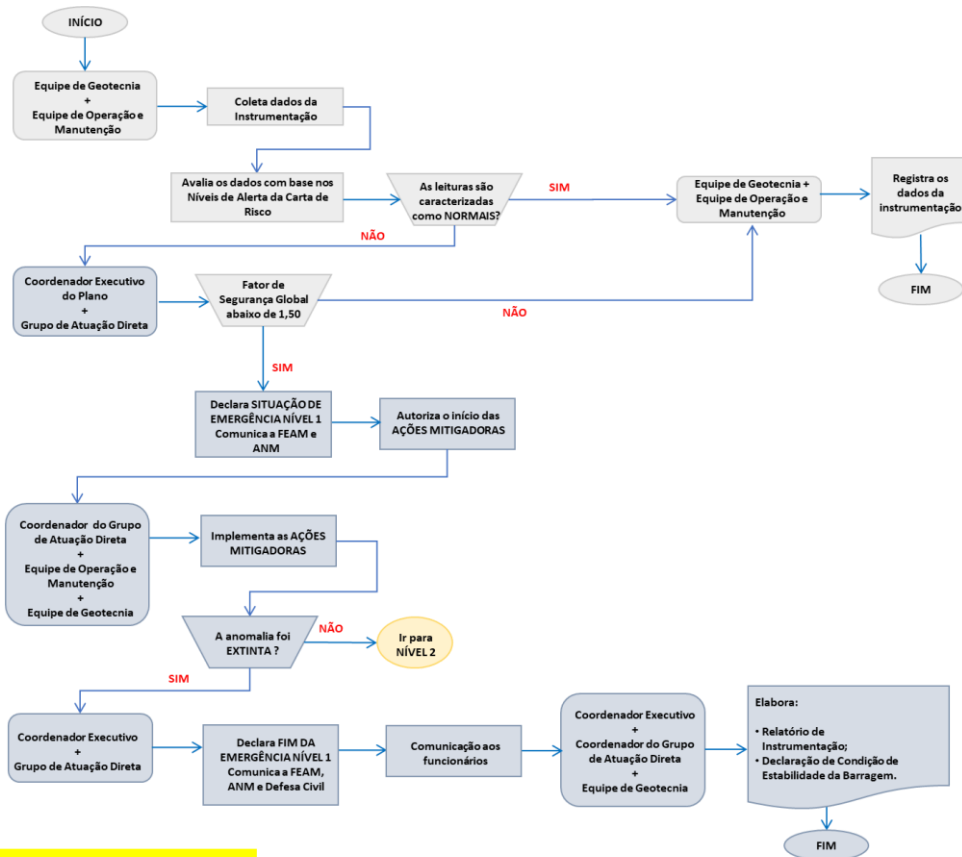 INÍCIO
Equipe de Geotecnia
+
Equipe de Operação e
Manutenção
Coleta dados da
Instrumentação
Avalia os dados com base nos
Níveis de Alerta da Carta de
Risco
As leituras são
caracterizadas
como NORMAIS?
SIM
Equipe de Geotecnia +
Equipe de Operação e
Manutenção
Registra os
dados da
instrumentação
FIM
NÃO
Coordenador Executivo
do Plano
+
Grupo de Atuação Direta
Fator de
Segurança Global
abaixo de 1,50
NÃO
SIM
Declara SITUAÇÃO DE
EMERGÊNCIA NÍVEL 1
Comunica a FEAM e
ANM
Autoriza o início das
AÇÕES MITIGADORAS
Coordenador do Grupo
de Atuação Direta
+
Equipe de Operação e
Manutenção
+
Equipe de Geotecnia
Implementa as AÇÕES
MITIGADORAS
A anomalia foi
EXTINTA ?
NÃO
Ir para
NÍVEL 2
SIM
Coordenador Executivo
+
Grupo de Atuação Direta
Declara FIM DA
EMERGÊNCIA NÍVEL 1
Comunica a FEAM,
ANM e Defesa Civil
Comunicação aos
funcionários
Coordenador Executivo
+
Coordenador do Grupo
de Atuação Direta
+
Equipe de Geotecnia
Elabora:
• Relatório de
Instrumentação;
• Declaração de Condição de
Estabilidade da Barragem.
FIM